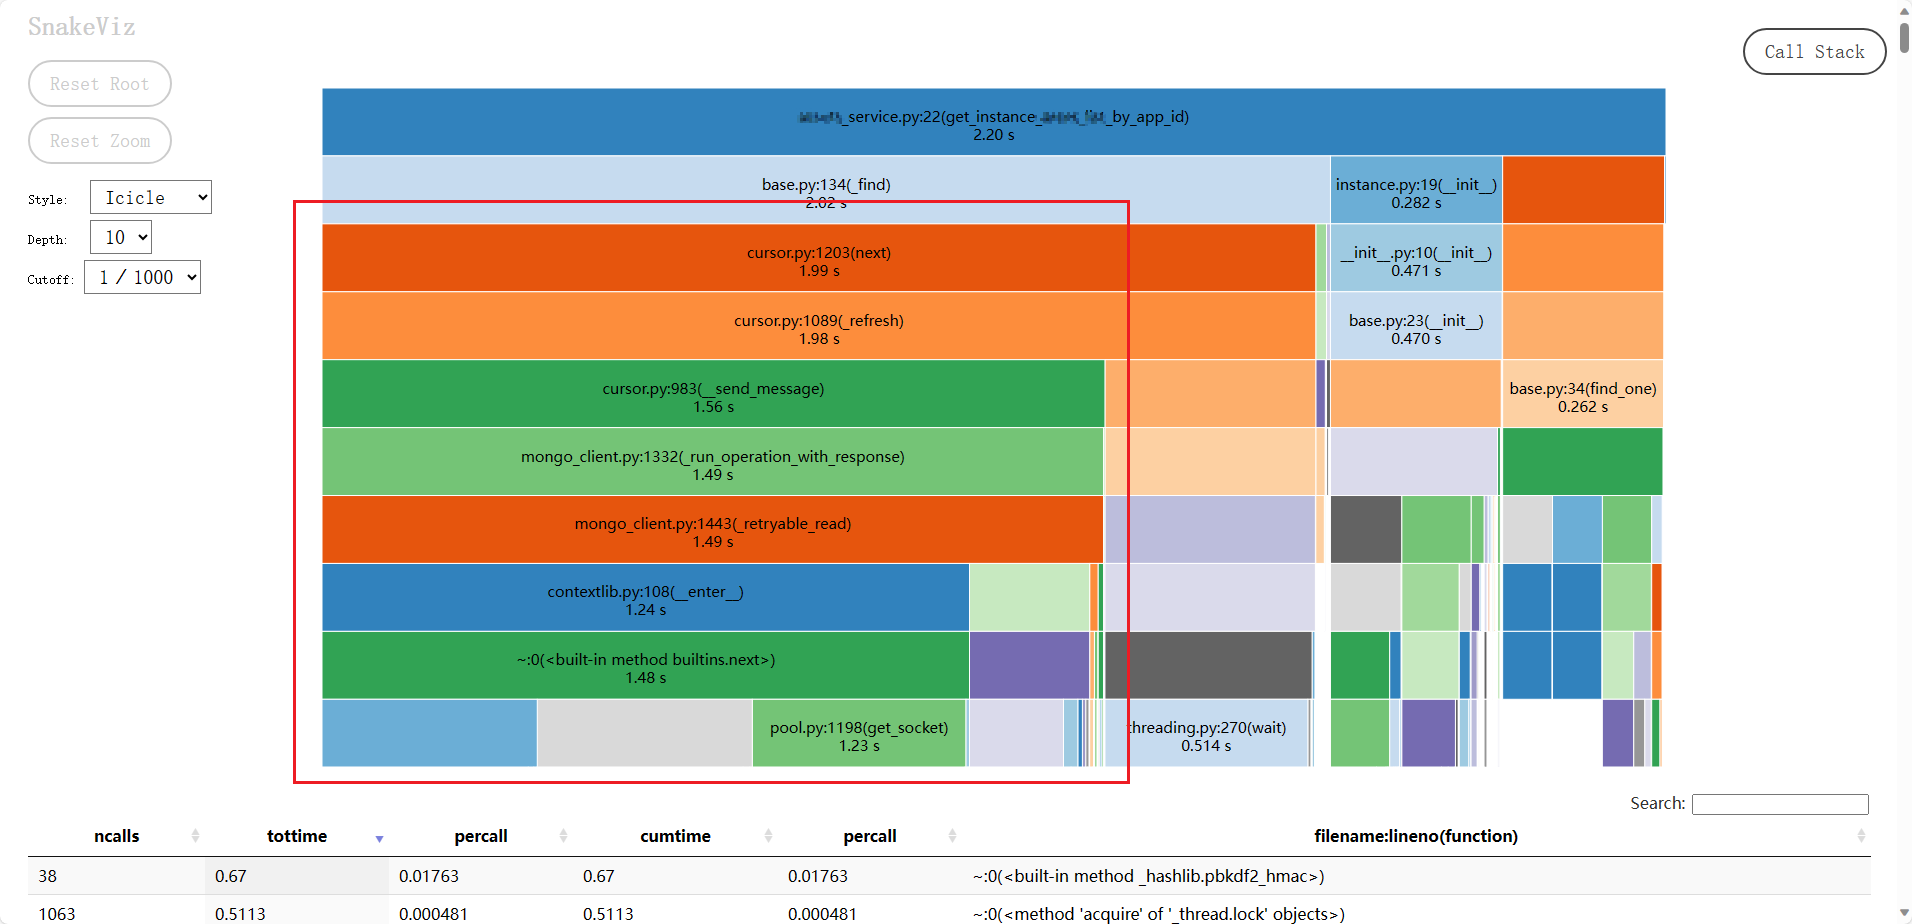 SnakeViz
Call Stack
Reset Root
Reset Zoom
Style: Icicle
Depth: 10
Cutoff: 1 / 1000
_service.py:22(get_instance_ _by_app_id)
2.20 s
base.py:134(_find)
2.02 s
instance.py:19(__init__)
0.282 s
cursor.py:1203(next)
1.99 s
__init__.py:10(__init__)
0.471 s
cursor.py:1089(_refresh)
1.98 s
base.py:23(__init__)
0.470 s
cursor.py:983(__send_message)
1.56 s
base.py:34(find_one)
0.262 s
mongo_client.py:1332(_run_operation_with_response)
1.49 s
mongo_client.py:1443(_retryable_read)
1.49 s
contextlib.py:108(__enter__)
1.24 s
~:0(<built-in method builtins.next>)
1.48 s
pool.py:1198(get_socket)
1.23 s
threading.py:270(wait)
0.514 s
Search:
ncalls tottime percall cumtime percall filename:lineno(function)
38 0.67 0.01763 0.67 0.01763 ~:0(<built-in method _hashlib.pbkdf2_hmac>)
1063 0.5113 0.000481 0.5113 0.000481 ~:0(<method 'acquire' of '_thread.lock' objects>)